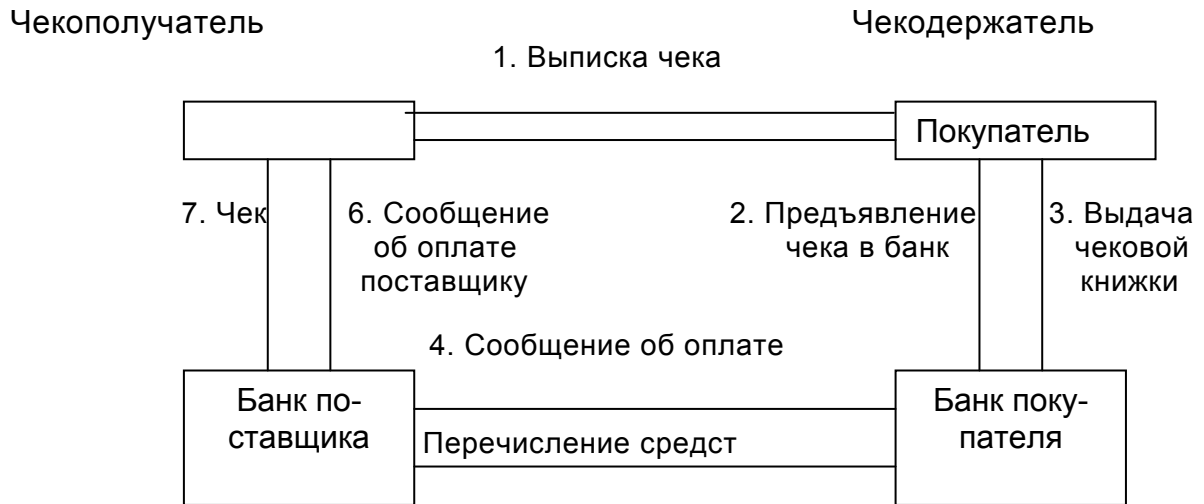 Чекополучатель
Чекодержатель
1. Выписка чека
Покупатель
7. Чек
6. Сообщение
об оплате
поставщику
2. Предъявление
чека в банк
3. Выдача
чековой
книжки
4. Сообщение об оплате
Банк по-
ставщика
Банк поку-
пателя
Перечисление средст